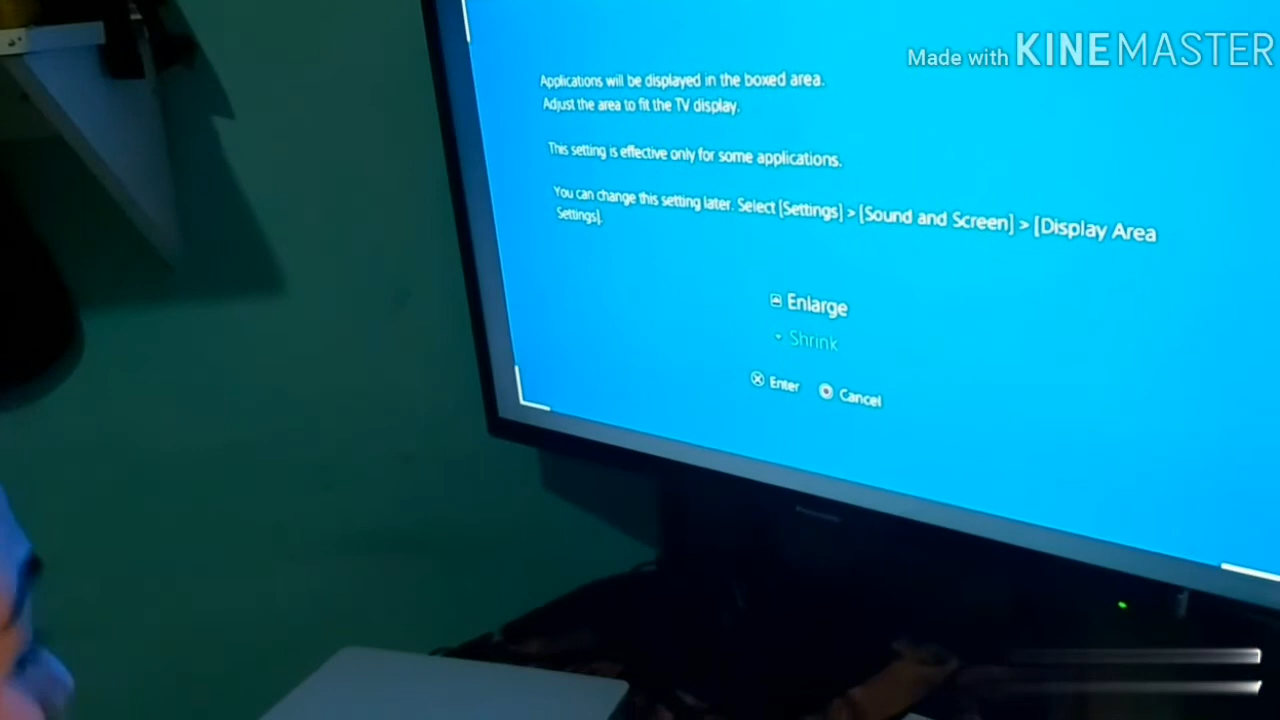 Made with KINEMASTER
Applications will be displayed in the boxed area.
Adjust the area to fit the TV display.
This setting is effective only for some applications.
You can change this setting later. Select [Settings] > [Sound and Screen] > [Display Area
Settings].
Enlarge
Shrink
Enter Cancel
Panasonic